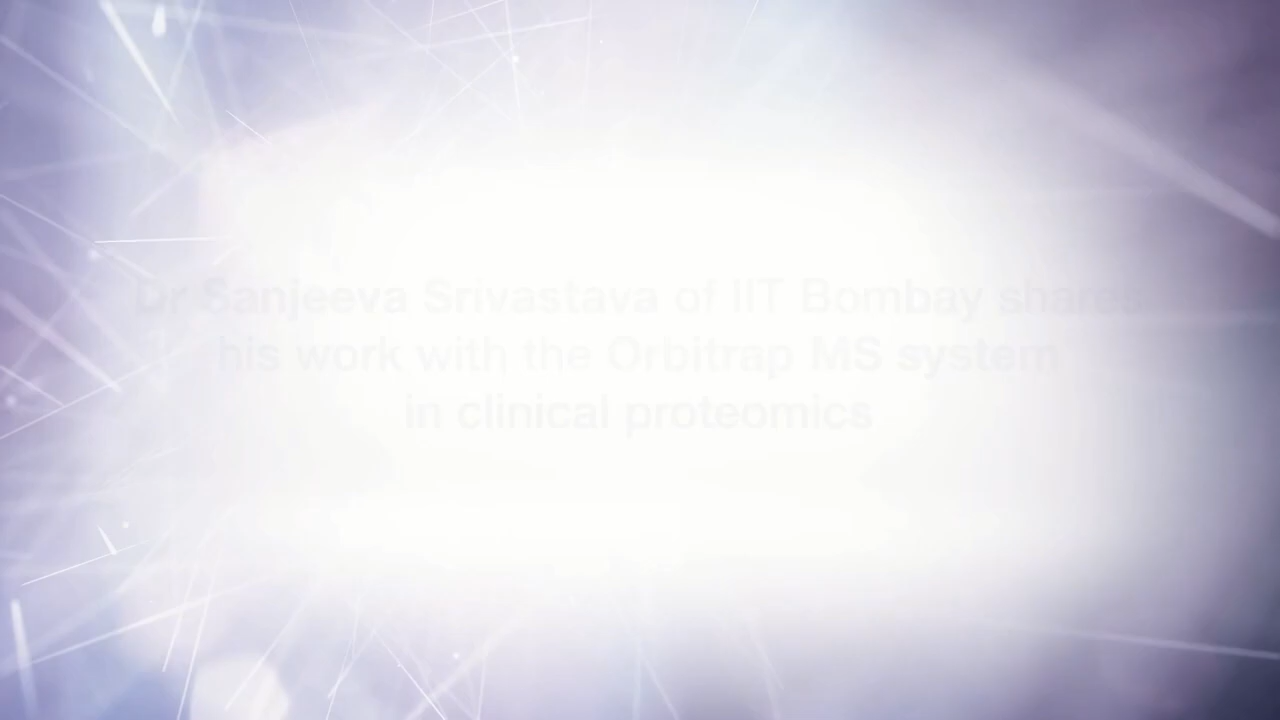 Dr Sanjeeva Srivastava of IIT Bombay shares
his work with the Orbitrap MS system
in clinical proteomics